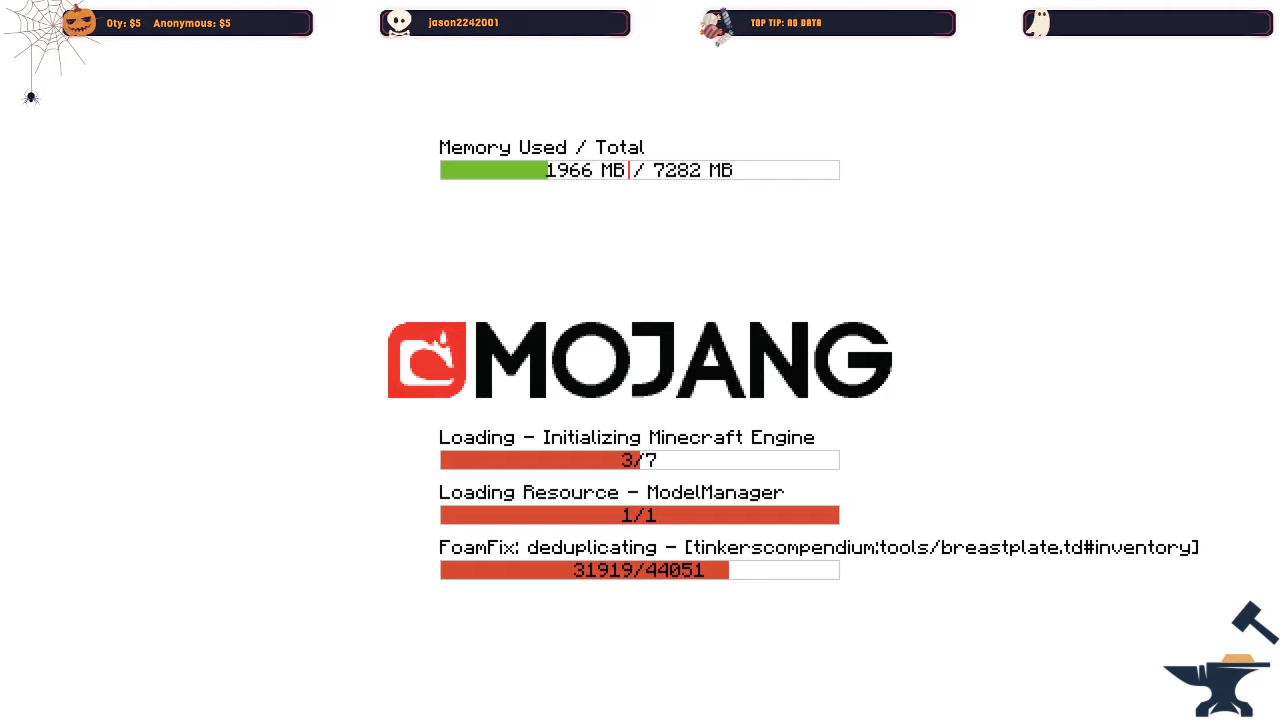 Oty: $5 Anonymous: $5
jason2242001
TOP TIP: NO DATA
Memory Used / Total
1966 MB / 7282 MB
MOJANG
Loading - Initializing Minecraft Engine
3/7
Loading Resource - ModelManager
1/1
FoamFix: deduplicating - [tinkerscompendium:tools/breastplate.td#inventory]
31919/44051